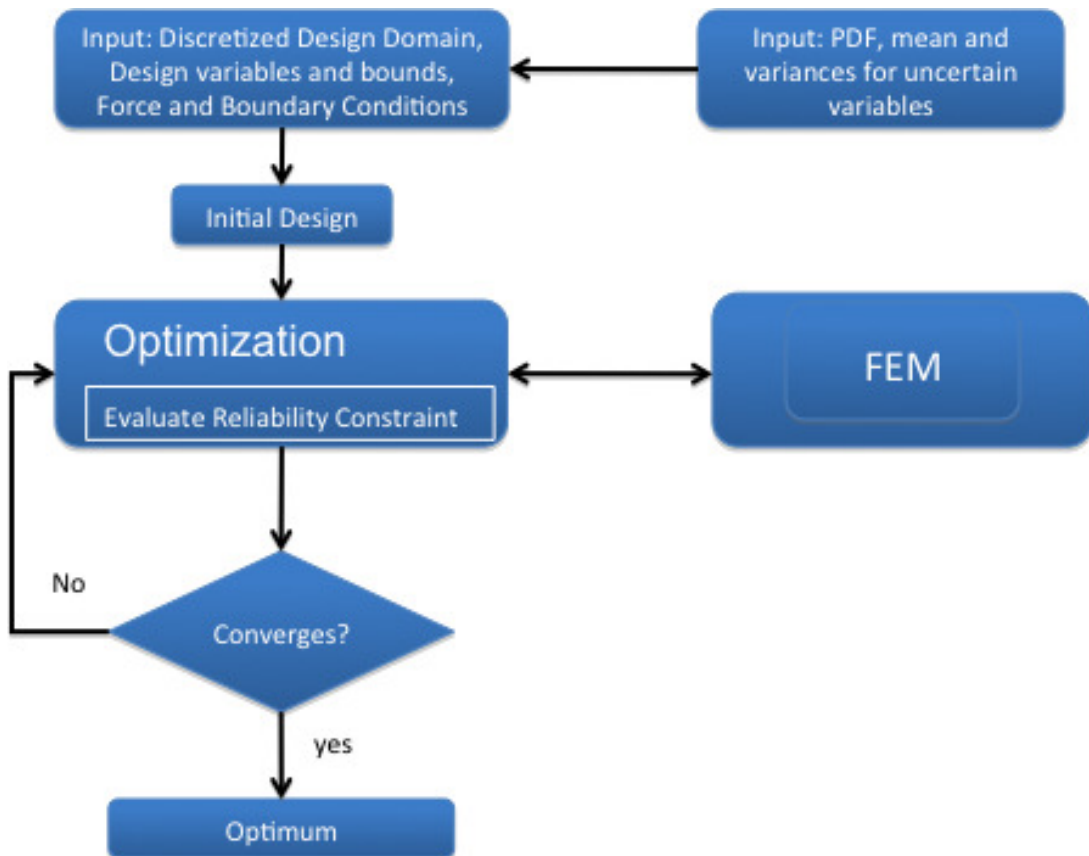 Input: Discretized Design Domain,
Design variables and bounds,
Force and Boundary Conditions
Input: PDF, mean and
variances for uncertain
variables
Initial Design
Optimization
Evaluate Reliability Constraint
FEM
No
Converges?
yes
Optimum